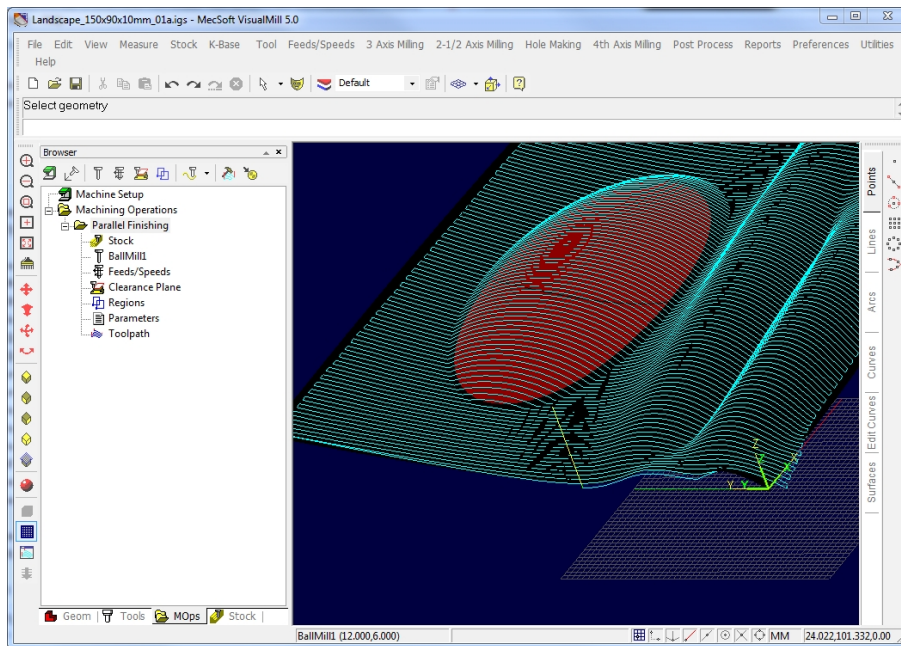 Landscape_150x90x10mm_01a.igs - MecSoft VisualMill 5.0
File Edit View Measure Stock K-Base Tool Feeds/Speeds 3 Axis Milling 2-1/2 Axis Milling Hole Making 4th Axis Milling Post Process Reports Preferences Utilities
Help
Default
Select geometry
Browser
Machine Setup
Machining Operations
Parallel Finishing
Stock
BallMill1
Feeds/Speeds
Clearance Plane
Regions
Parameters
Toolpath
Points
Lines
Arcs
Curves
Edit Curves
Surfaces
Z
Z
X
X
Y
Y
Geom
Tools
MOps
Stock
BallMill1 (12.000,6.000)
MM
24.022,101.332,0.00